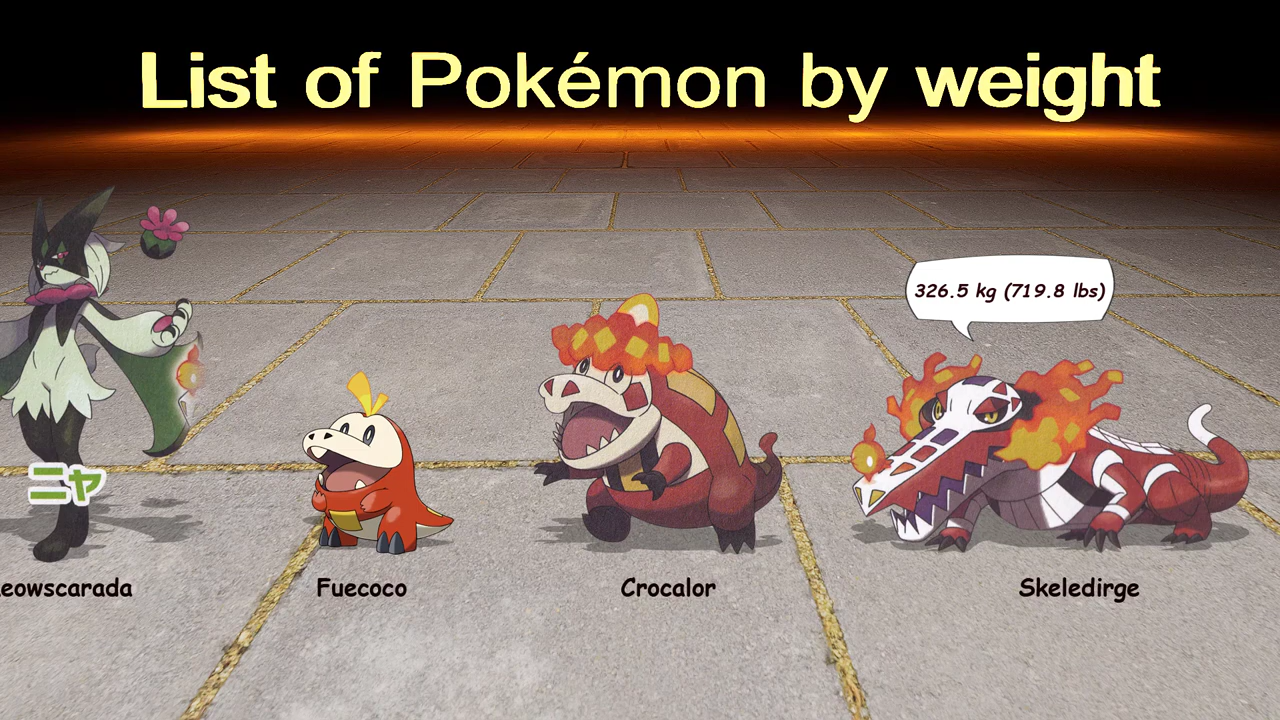 List of Pokémon by weight
326.5 kg (719.8 lbs)
ニャ
eowscarada
Fuecoco
Crocalor
Skeledirge